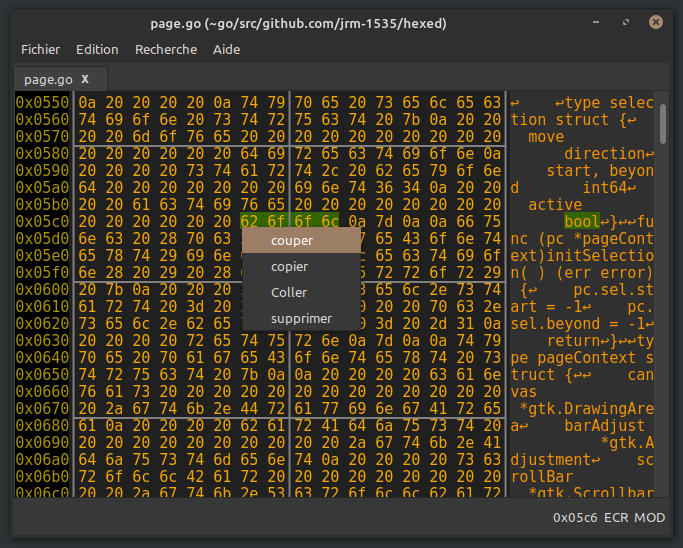 page.go (~go/src/github.com/jrm-1535/hexed)
Fichier Edition Recherche Aide
page.go X
0x0550 0a 20 20 20 20 0a 74 79 70 65 20 73 65 6c 65 63 ↩    ↩type selec
0x0560 74 69 6f 6e 20 73 74 72 75 63 74 20 7b 0a 20 20 tion struct {↩
0x0570 20 20 6d 6f 76 65 20 20 20 20 20 20 20 20 20 20 move
0x0580 20 20 20 20 20 20 64 69 72 65 63 74 69 6f 6e 0a direction↩
0x0590 20 20 20 20 73 74 61 72 74 2c 20 62 65 79 6f 6e start, beyon
0x05a0 64 20 20 20 20 20 20 20 69 6e 74 36 34 0a 20 20 d       int64↩
0x05b0 20 20 61 63 74 69 76 65 20 20 20 20 20 20 20 20 active
0x05c0 20 20 20 20 20 20 62 6f 6f 6c 0a 7d 0a 0a 66 75 bool↩}↩↩fu
0x05d0 6e 63 20 28 70 63 65 43 6f 6e 74 nc (pc *pageCont
0x05e0 65 78 74 29 69 6e 65 63 74 69 6f ext)initSelectio
0x05f0 6e 28 20 29 20 28 72 72 6f 72 29 n( ) (err error)
0x0600 20 7b 0a 20 20 20 65 6c 2e 73 74 {↩    pc.sel.st
0x0610 61 72 74 20 3d 20 20 20 70 63 2e art = -1↩    pc.
0x0620 73 65 6c 2e 62 65 3d 20 2d 31 0a sel.beyond = -1↩
0x0630 20 20 20 20 72 65 74 75 72 6e 0a 7d 0a 0a 74 79 return↩}↩↩ty
0x0640 70 65 20 70 61 67 65 43 6f 6e 74 65 78 74 20 73 pe pageContext s
0x0650 74 72 75 63 74 20 7b 0a 0a 20 20 20 20 63 61 6e truct {↩↩    can
0x0660 76 61 73 20 20 20 20 20 20 20 20 20 20 20 20 20 vas
0x0670 20 2a 67 74 6b 2e 44 72 61 77 69 6e 67 41 72 65 *gtk.DrawingAre
0x0680 61 0a 20 20 20 20 62 61 72 41 64 6a 75 73 74 20 a↩    barAdjust
0x0690 20 20 20 20 20 20 20 20 20 20 2a 67 74 6b 2e 41 *gtk.A
0x06a0 64 6a 75 73 74 6d 65 6e 74 0a 20 20 20 20 73 63 djustment↩    sc
0x06b0 72 6f 6c 6c 42 61 72 20 20 20 20 20 20 20 20 20 rollBar
0x06c0 20 20 2a 67 74 6b 2e 53 63 72 6f 6c 6c 62 61 72 *gtk.Scrollbar
couper
copier
Coller
supprimer
0x05c6 ECR MOD